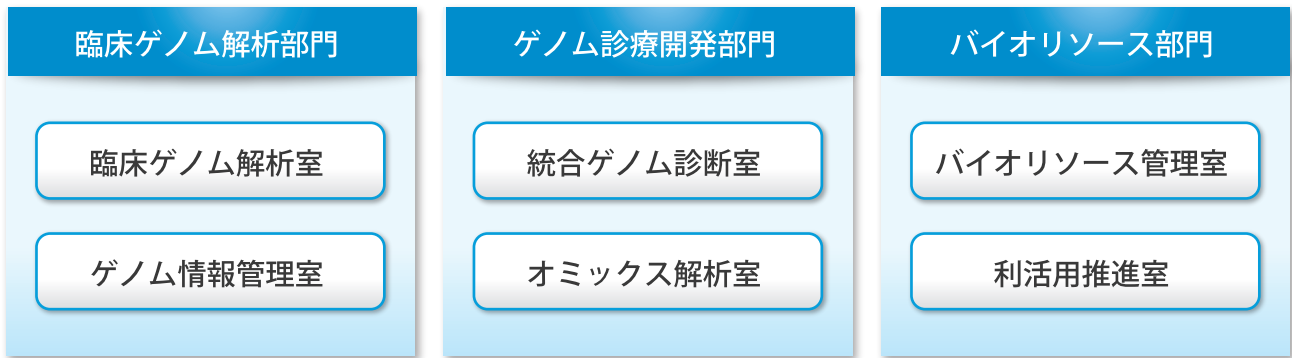 臨床ゲノム解析部門
臨床ゲノム解析室
ゲノム情報管理室
ゲノム診療開発部門
統合ゲノム診断室
オミックス解析室
バイオリソース部門
バイオリソース管理室
利活用推進室